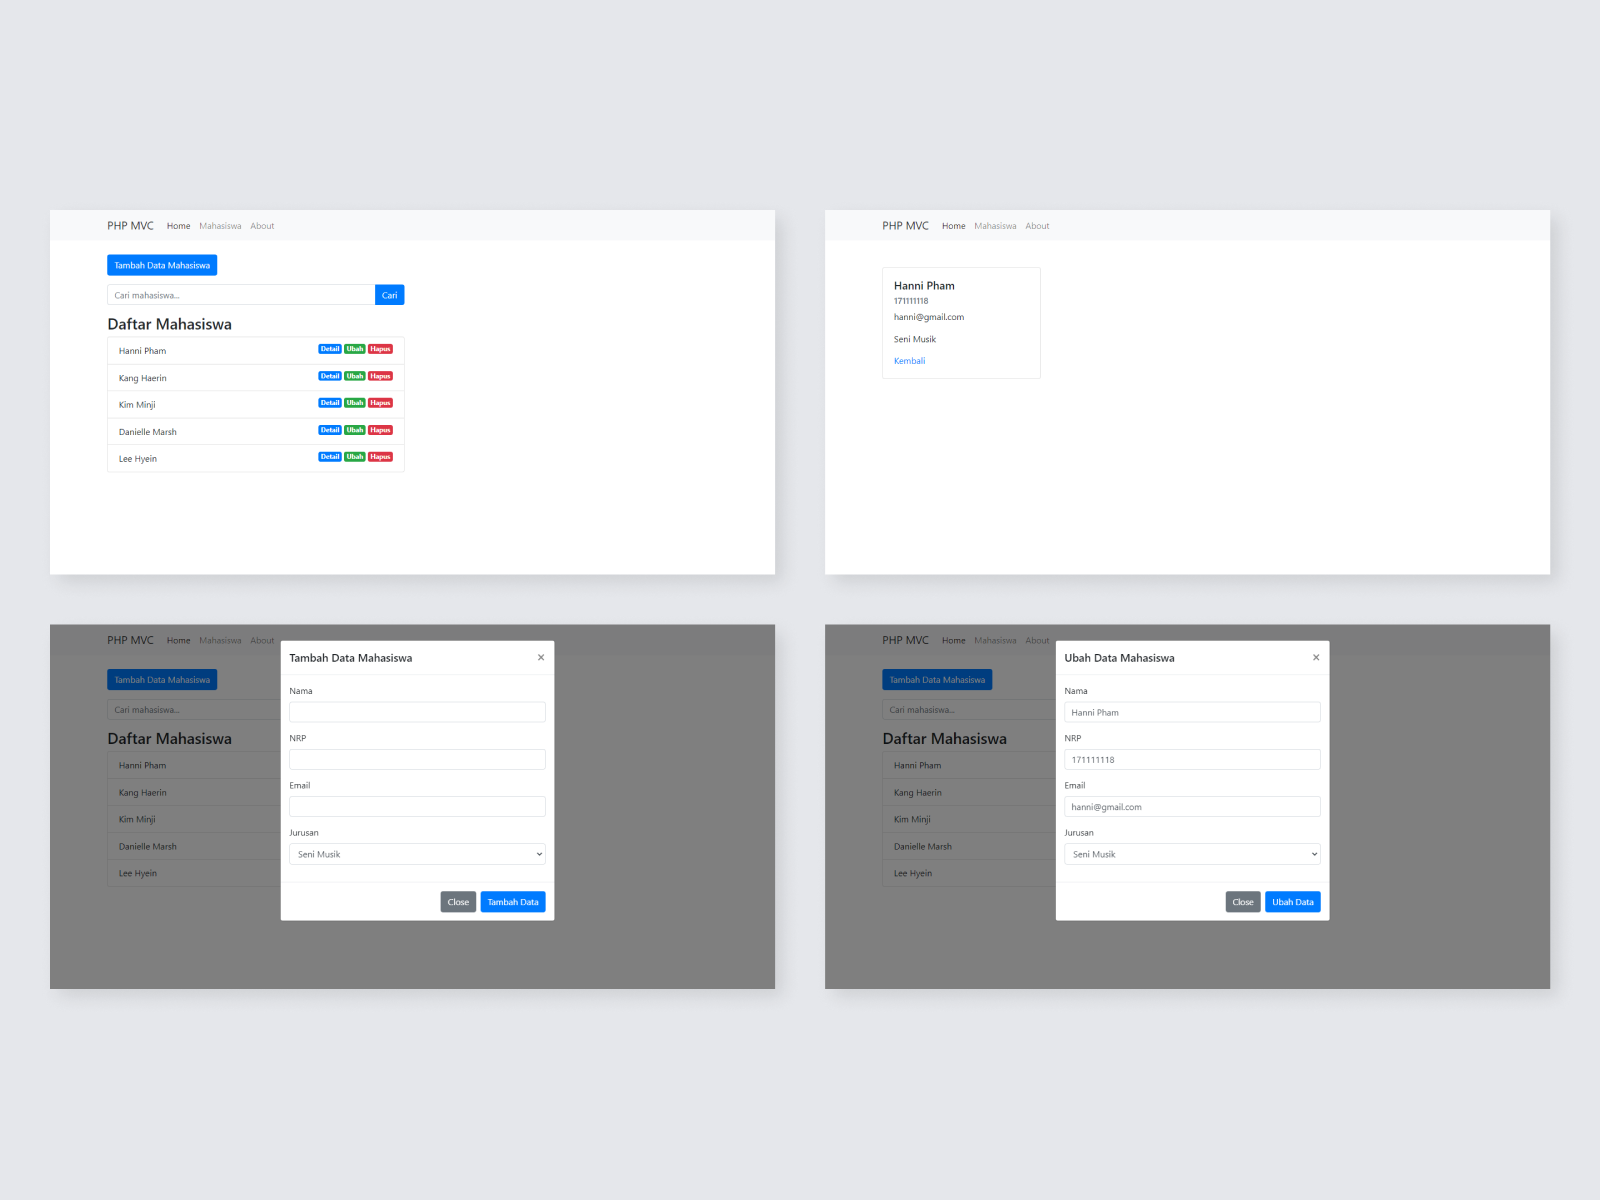 PHP MVC Home Mahasiswa About
Tambah Data Mahasiswa
Cari mahasiswa... Cari
Daftar Mahasiswa
Hanni Pham Detail Ubah Hapus
Kang Haerin Detail Ubah Hapus
Kim Minji Detail Ubah Hapus
Danielle Marsh Detail Ubah Hapus
Lee Hyein Detail Ubah Hapus
PHP MVC Home Mahasiswa About
Hanni Pham
171111118
hanni@gmail.com
Seni Musik
Kembali
PHP MVC Home Mahasiswa About
Tambah Data Mahasiswa
Cari mahasiswa...
Daftar Mahasiswa
Hanni Pham
Kang Haerin
Kim Minji
Danielle Marsh
Lee Hyein
Tambah Data Mahasiswa ×
Nama
NRP
Email
Jurusan
Seni Musik
Close Tambah Data
PHP MVC Home Mahasiswa About
Tambah Data Mahasiswa
Cari mahasiswa...
Daftar Mahasiswa
Hanni Pham
Kang Haerin
Kim Minji
Danielle Marsh
Lee Hyein
Ubah Data Mahasiswa ×
Nama
Hanni Pham
NRP
171111118
Email
hanni@gmail.com
Jurusan
Seni Musik
Close Ubah Data